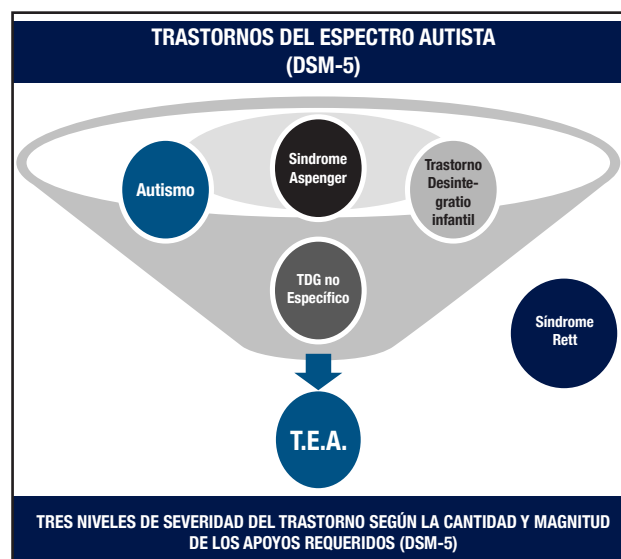 TRASTORNOS DEL ESPECTRO AUTISTA
(DSM-5)
Autismo
Sindrome
Aspenger
Trastorno
Desinte-
gratio
infantil
TDG no
Específico
Síndrome
Rett
T.E.A.
TRES NIVELES DE SEVERIDAD DEL TRASTORNO SEGÚN LA CANTIDAD Y MAGNITUD
DE LOS APOYOS REQUERIDOS (DSM-5)